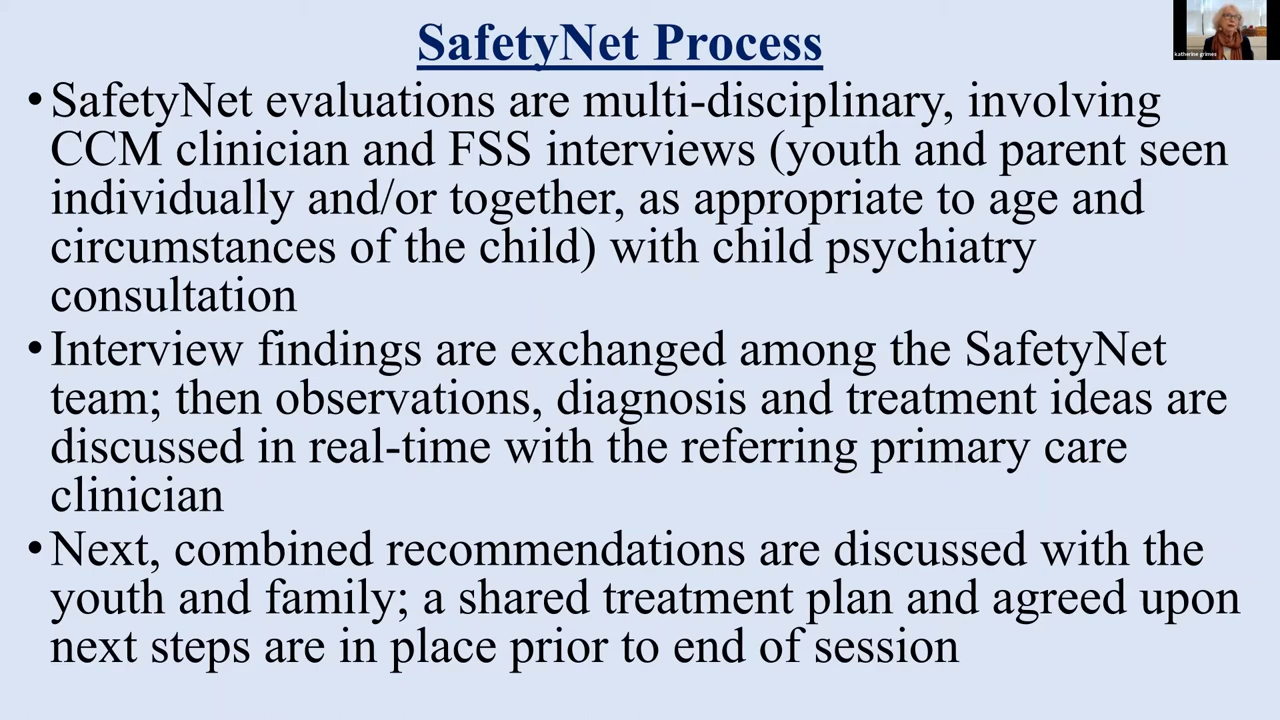 SafetyNet Process
katherine grimes
• SafetyNet evaluations are multi-disciplinary, involving
CCM clinician and FSS interviews (youth and parent seen
individually and/or together, as appropriate to age and
circumstances of the child) with child psychiatry
consultation
• Interview findings are exchanged among the SafetyNet
team; then observations, diagnosis and treatment ideas are
discussed in real-time with the referring primary care
clinician
• Next, combined recommendations are discussed with the
youth and family; a shared treatment plan and agreed upon
next steps are in place prior to end of session